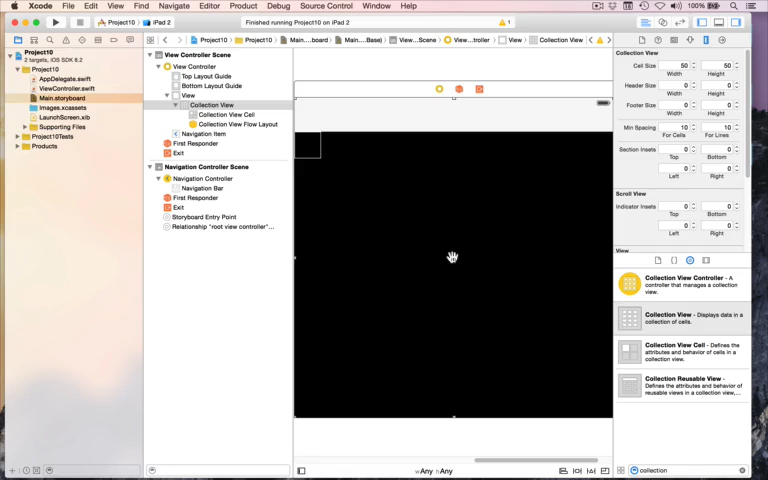 Xcode File Edit View Find Navigate Editor Product Debug Source Control Window Help 100%
Project10 iPad 2 Finished running Project10 on iPad 2 1
Project10 Project10 Main....board Main....Base) View...Scene View...troller View Collection View
Project10
2 targets, iOS SDK 8.2
Project10
AppDelegate.swift
ViewController.swift
Main.storyboard
Images.xcassets
LaunchScreen.xib
Supporting Files
Project10Tests
Products
View Controller Scene
View Controller
Top Layout Guide
Bottom Layout Guide
View
Collection View
Collection View Cell
Collection View Flow Layout
Navigation Item
First Responder
Exit
Navigation Controller Scene
Navigation Controller
Navigation Bar
First Responder
Exit
Storyboard Entry Point
Relationship "root view controller"...
wAny hAny
Collection View
Cell Size 50 50
Width Height
Header Size 0 0
Width Height
Footer Size 0 0
Width Height
Min Spacing 10 10
For Cells For Lines
Section Insets 0 0
Top Bottom
0 0
Left Right
Scroll View
Indicator Insets 0 0
Top Bottom
0 0
Left Right
View
Collection View Controller - A
controller that manages a collection
view.
Collection View - Displays data in a
collection of cells.
Collection View Cell - Defines the
attributes and behavior of cells in a
collection view.
Collection Reusable View -
Defines the attributes and behavior of
reusable views in a collection view,...
collection